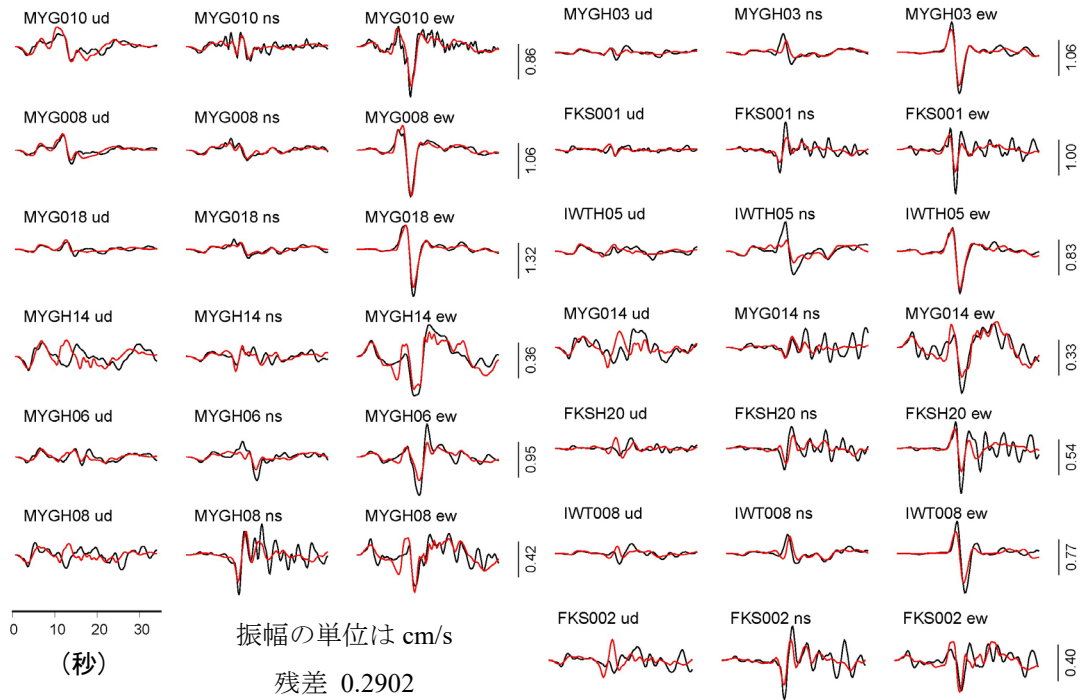 MYG010 ud MYG010 ns MYG010 ew 0.86
MYG008 ud MYG008 ns MYG008 ew 1.06
MYG018 ud MYG018 ns MYG018 ew 1.32
MYGH14 ud MYGH14 ns MYGH14 ew 0.36
MYGH06 ud MYGH06 ns MYGH06 ew 0.95
MYGH08 ud MYGH08 ns MYGH08 ew 0.42
0 10 20 30
(秒)
振幅の単位は cm/s
残差 0.2902
MYGH03 ud MYGH03 ns MYGH03 ew 1.06
FKS001 ud FKS001 ns FKS001 ew 1.00
IWTH05 ud IWTH05 ns IWTH05 ew 0.83
MYG014 ud MYG014 ns MYG014 ew 0.33
FKSH20 ud FKSH20 ns FKSH20 ew 0.54
IWT008 ud IWT008 ns IWT008 ew 0.77
FKS002 ud FKS002 ns FKS002 ew 0.40